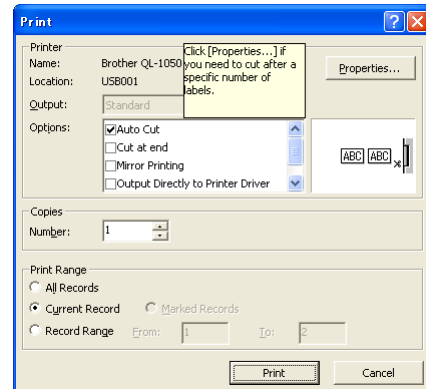 Print
Printer
Name: Brother QL-1050
Click [Properties...] if
you need to cut after a
specific number of
labels.
Properties...
Location: USB001
Output: Standard
Options: Auto Cut
Cut at end
Mirror Printing
Output Directly to Printer Driver
ABC ABC
Copies
Number: 1
Print Range
All Records
Current Record Marked Records
Record Range From: 1 To: 2
Print Cancel